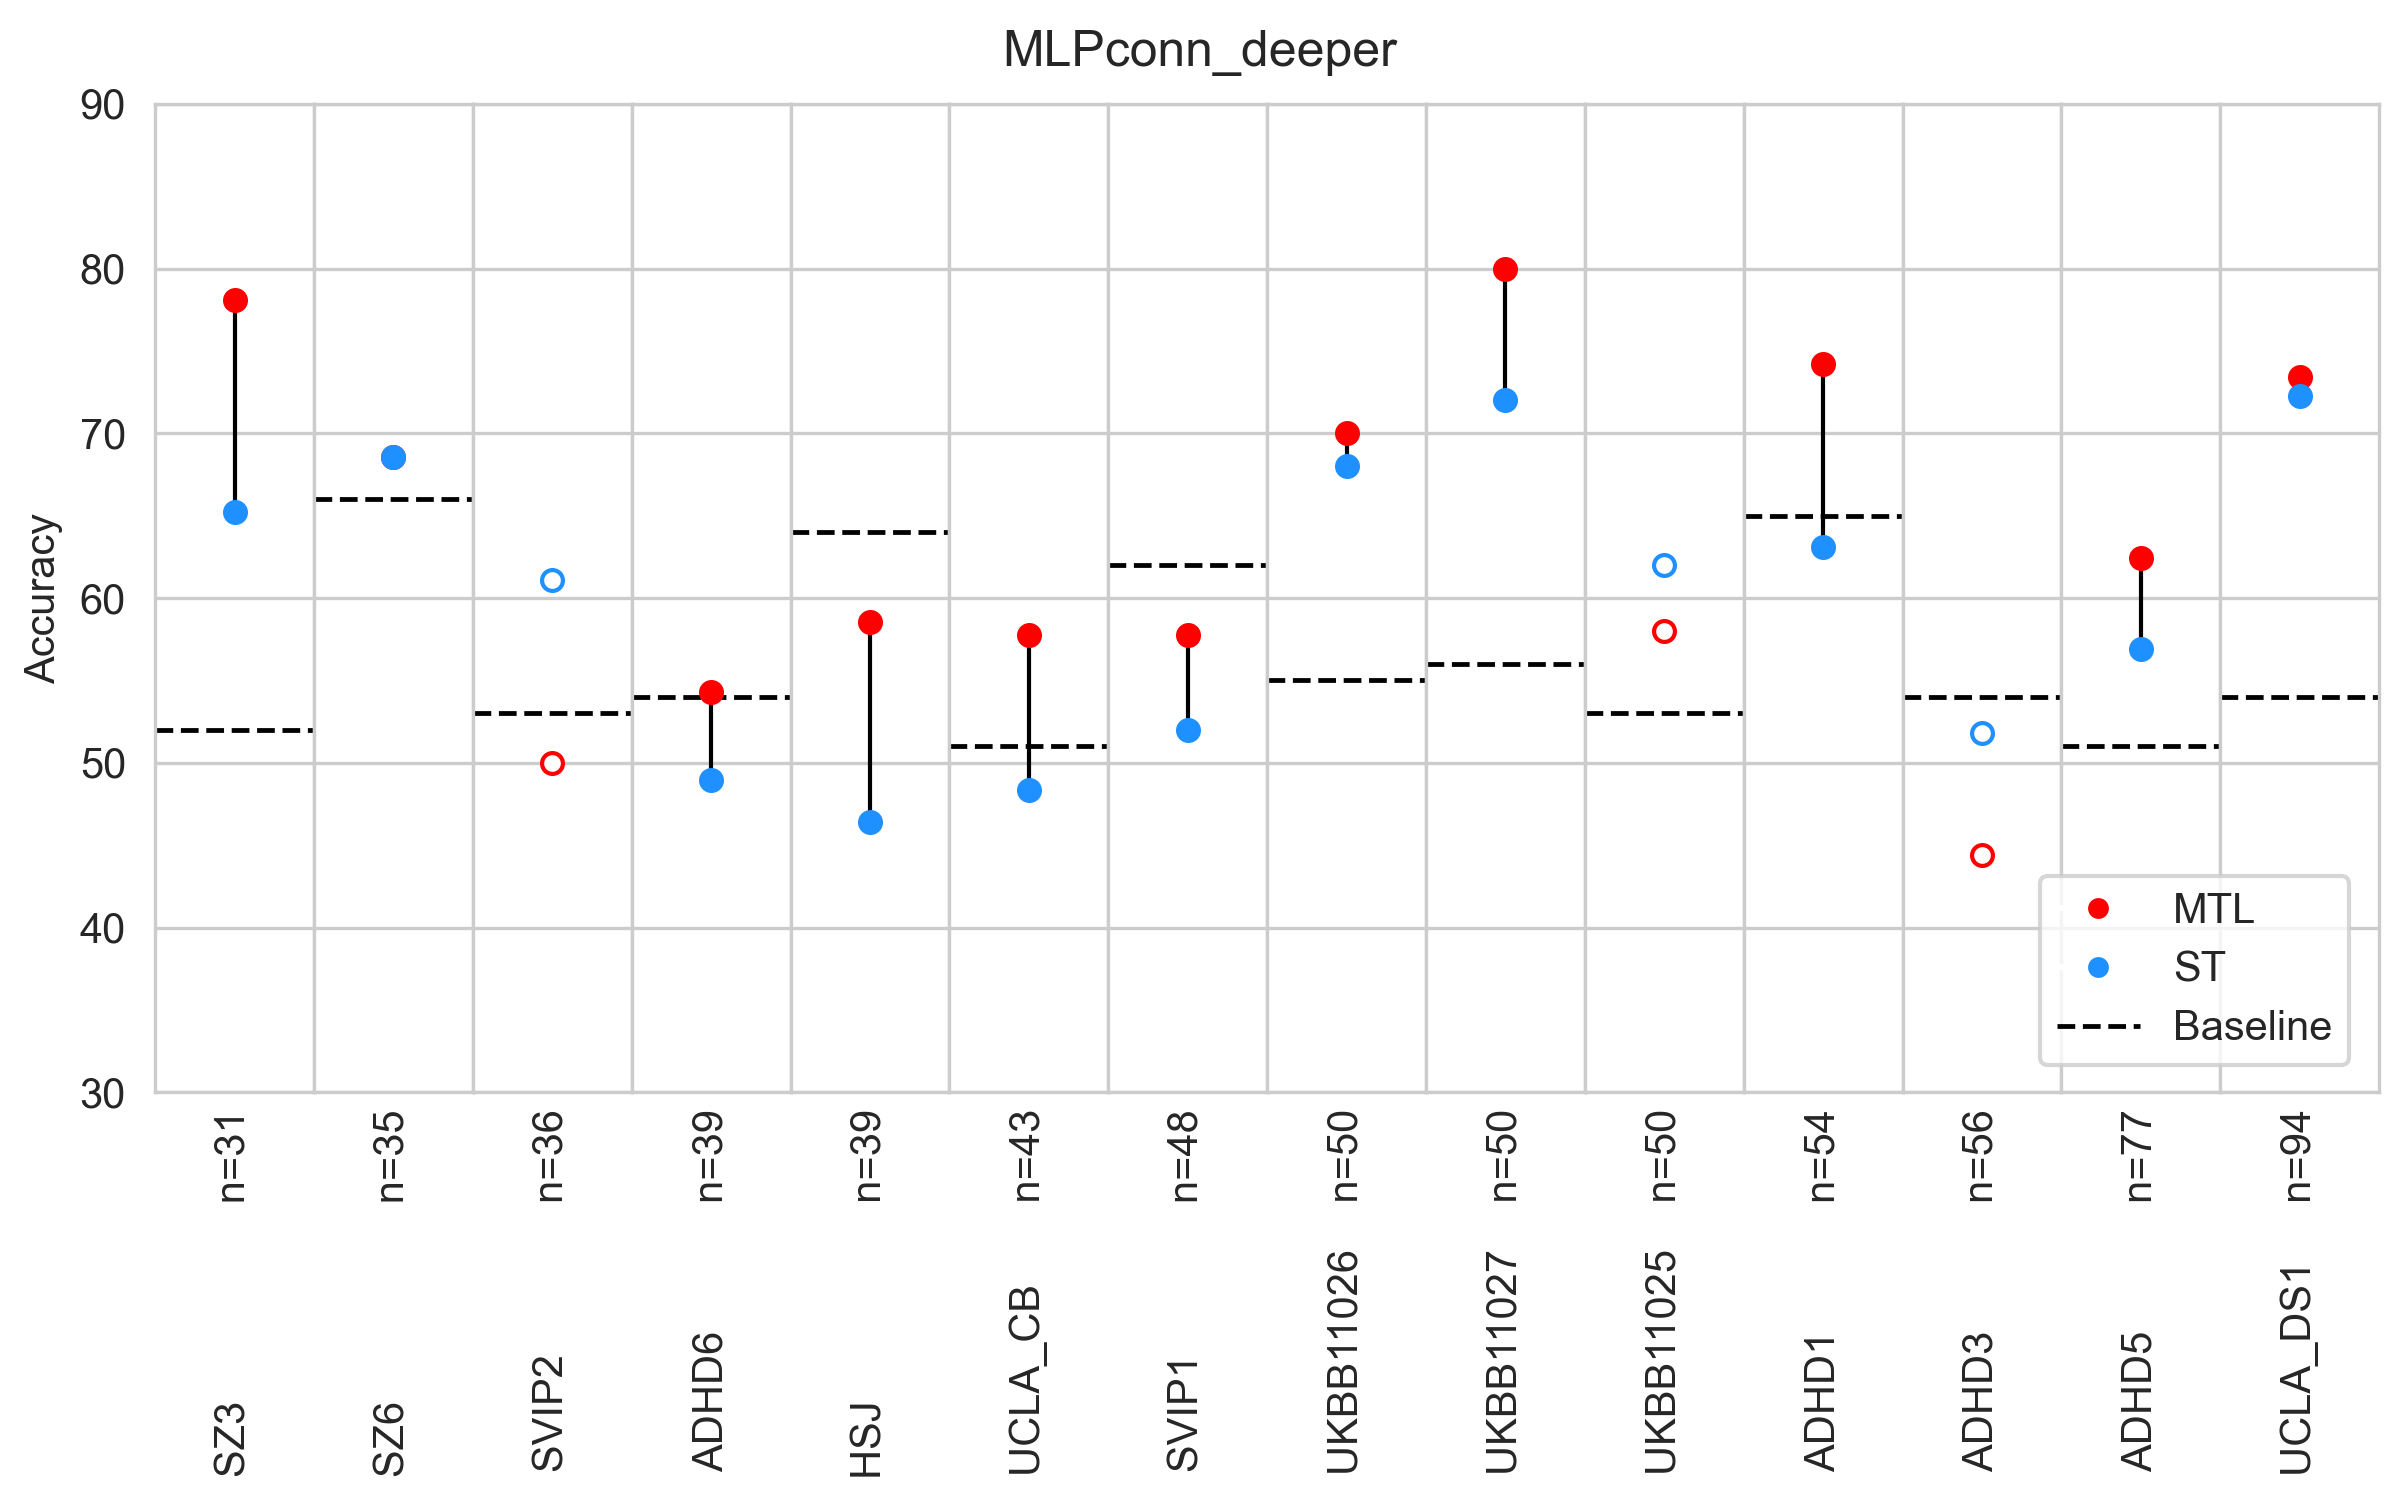 MLPconn_deeper
Accuracy
90
80
70
60
50
40
30
MTL
ST
Baseline
n=31
n=35
n=36
n=39
n=39
n=43
n=48
n=50
n=50
n=50
n=54
n=56
n=77
n=94
SZ3
SZ6
SVIP2
ADHD6
HSJ
UCLA_CB
SVIP1
UKBB11026
UKBB11027
UKBB11025
ADHD1
ADHD3
ADHD5
UCLA_DS1